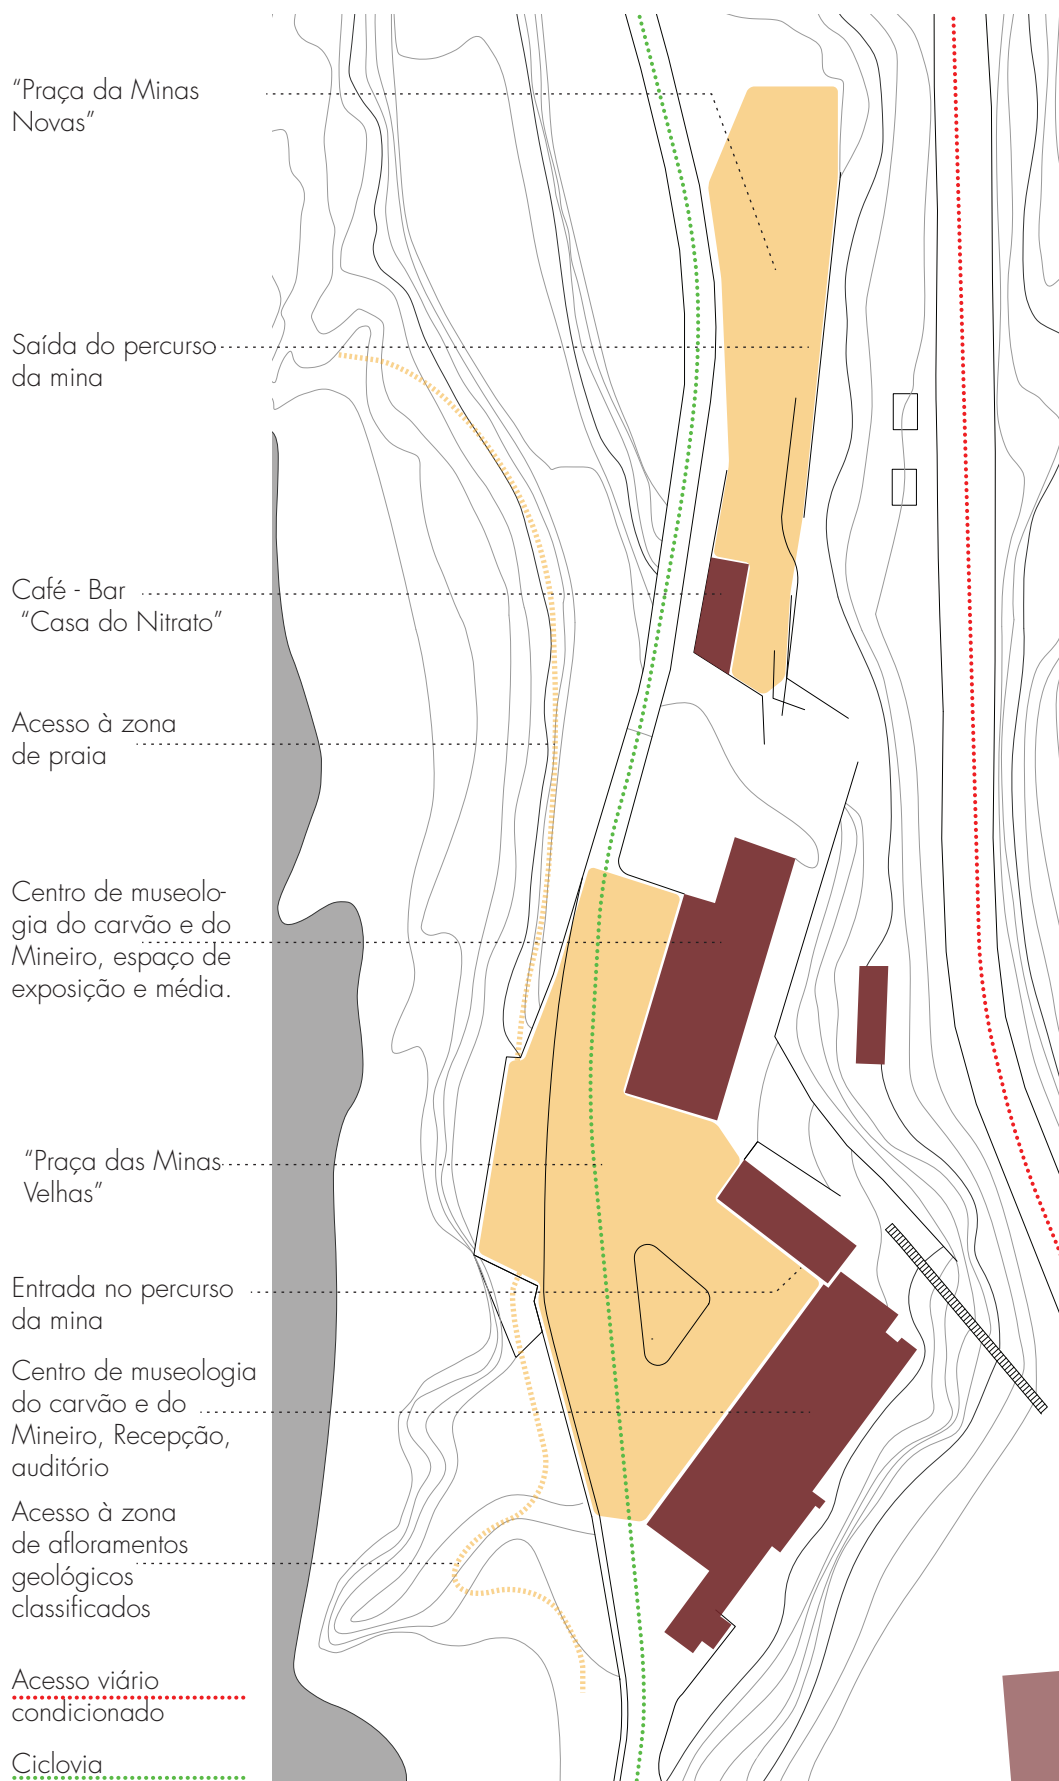 “Praça da Minas
Novas”
Saída do percurso
da mina
Café - Bar
“Casa do Nitrato”
Acesso à zona
de praia
Centro de museolo-
gia do carvão e do
Mineiro, espaço de
exposição e média.
“Praça das Minas
Velhas”
Entrada no percurso
da mina
Centro de museologia
do carvão e do
Mineiro, Recepção,
auditório
Acesso à zona
de afloramentos
geológicos
classificados
Acesso viário
condicionado
Ciclovia